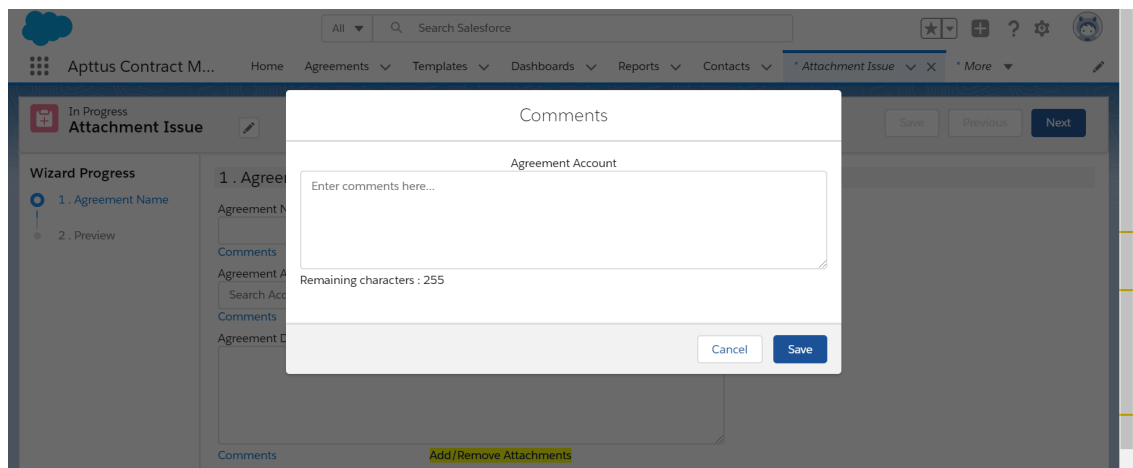 All
Search Salesforce
Apttus Contract M...
Home
Agreements
Templates
Dashboards
Reports
Contacts
* Attachment Issue
* More
In Progress
Attachment Issue
Save
Previous
Next
Comments
Wizard Progress
1 . Agreement Name
2 . Preview
1 . Agreer
Agreement N
Comments
Agreement A
Search Acc
Comments
Agreement D
Comments
Add/Remove Attachments
Agreement Account
Enter comments here...
Remaining characters : 255
Cancel
Save